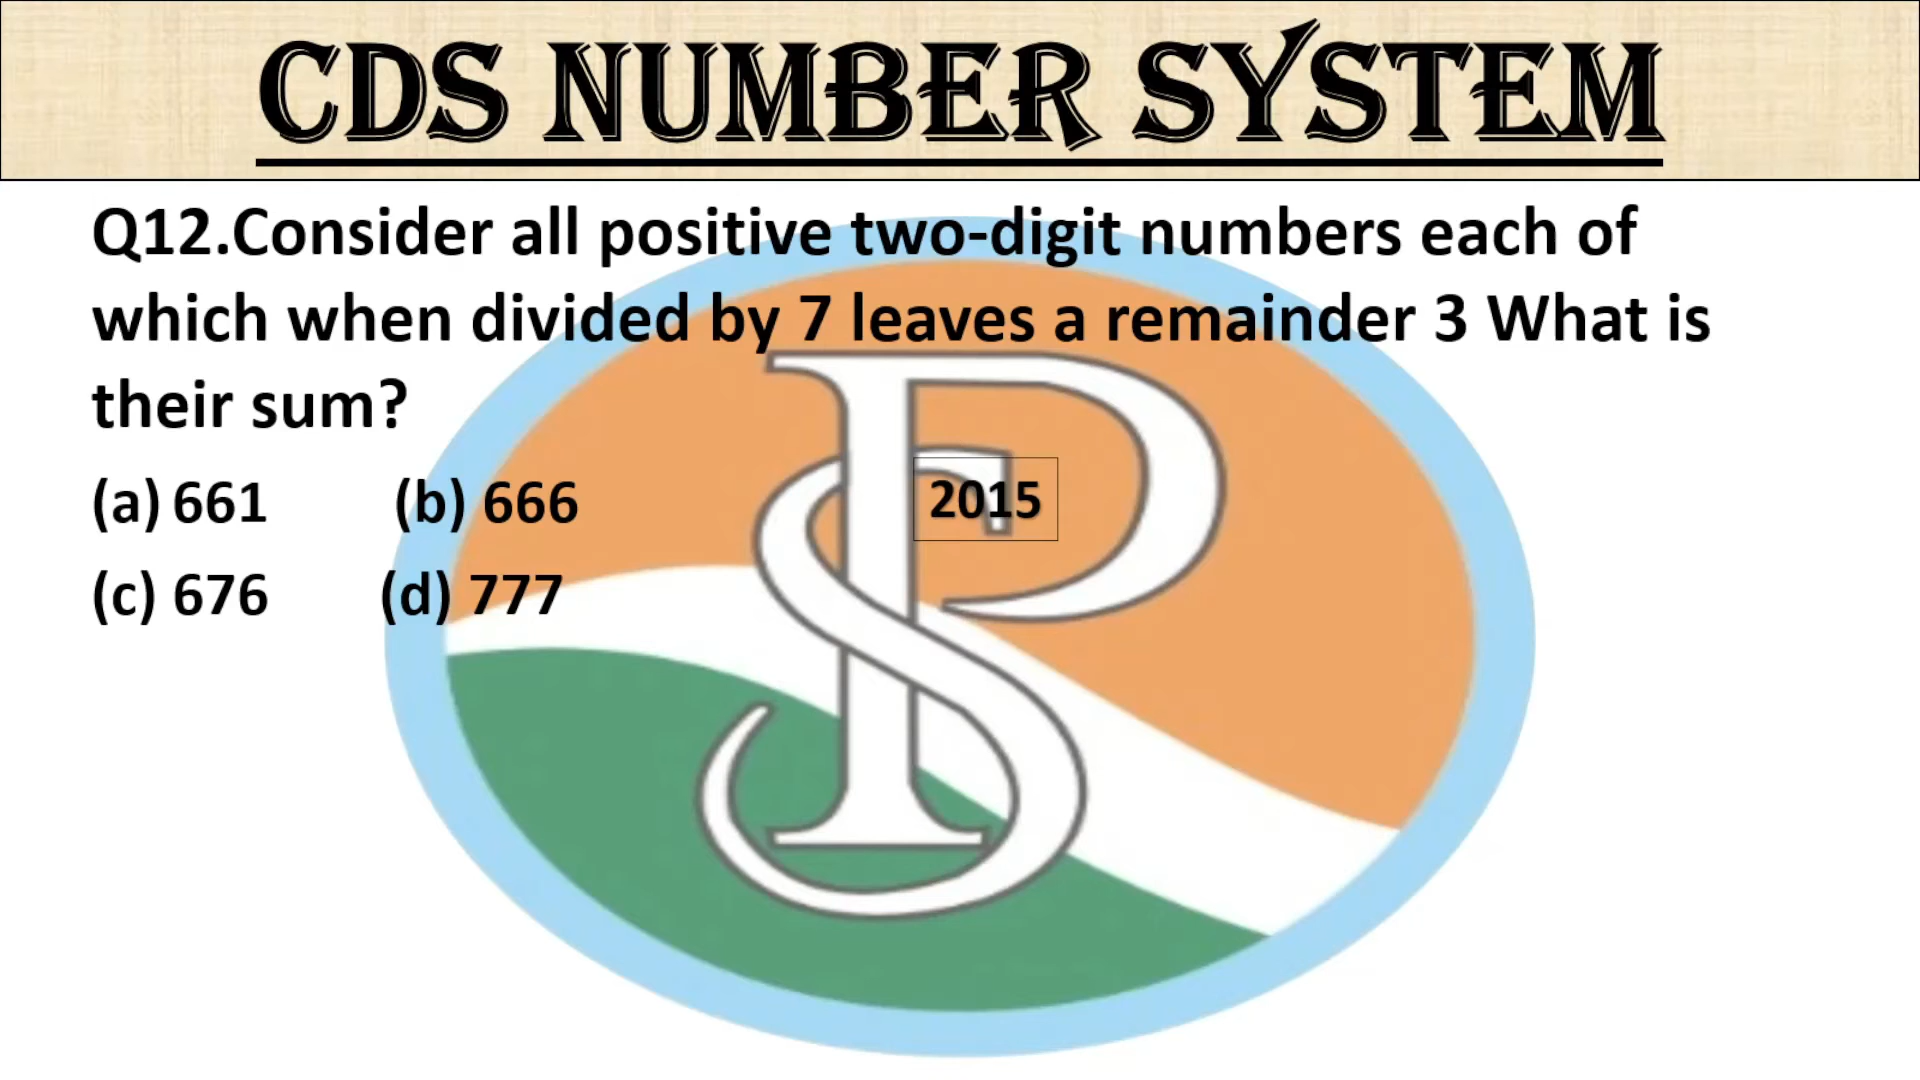 CDS NUMBER SYSTEM
Q12.Consider all positive two-digit numbers each of
which when divided by 7 leaves a remainder 3 What is
their sum?
(a) 661 (b) 666 2015
(c) 676 (d) 777